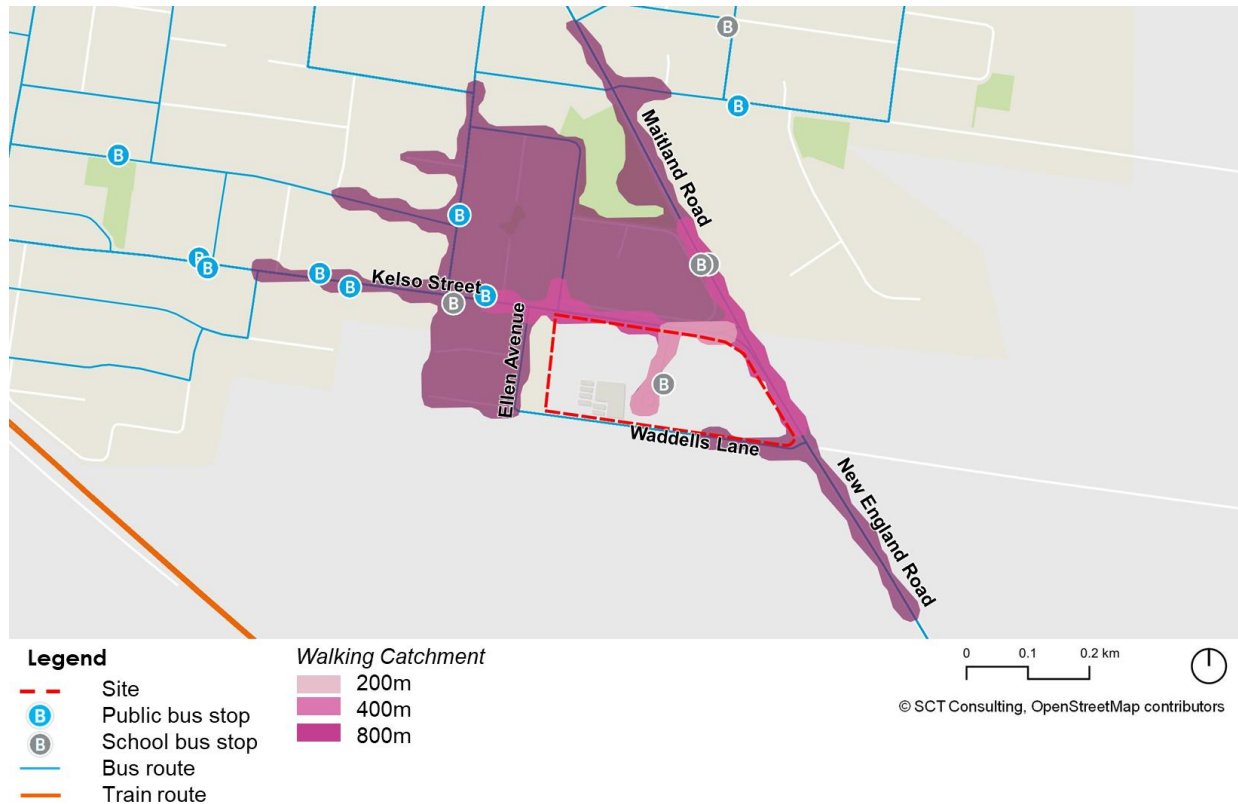 B
B
B
B
Maitland Road
B
B
B
B
B
B
Kelso Street
B
B
B
Ellen Avenue
B
Waddells Lane
New England Road
Legend
Site
B Public bus stop
B School bus stop
Bus route
Train route
Walking Catchment
200m
400m
800m
0 0.1 0.2 km
© SCT Consulting, OpenStreetMap contributors